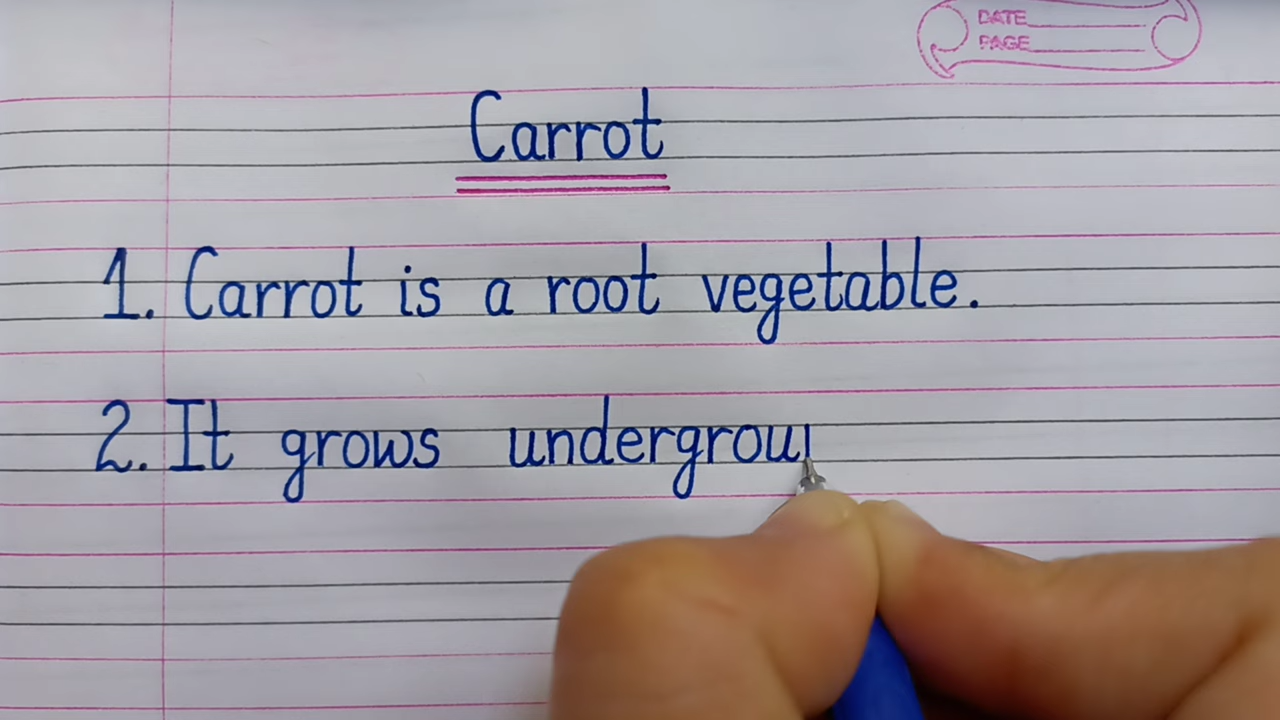 DATE
PAGE
Carrot
1. Carrot is a root vegetable.
2. It grows undergrou